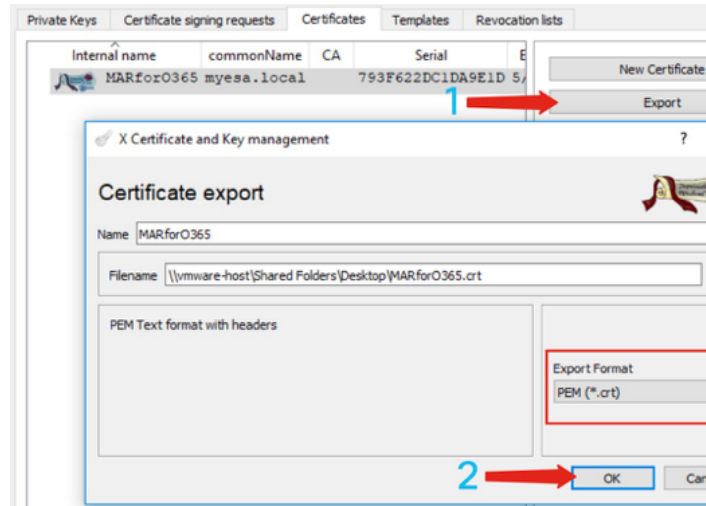 Private Keys Certificate signing requests Certificates Templates Revocation lists
Internal name commonName CA Serial E
MARforO365 myesa.local 793F622DC1DA9E1D 5/
New Certificate
1
Export
X Certificate and Key management ?
Certificate export
Name MARforO365
Filename \\vmware-host\Shared Folders\Desktop\MARforO365.crt
PEM Text format with headers
Export Format
PEM (*.crt)
2
OK Can